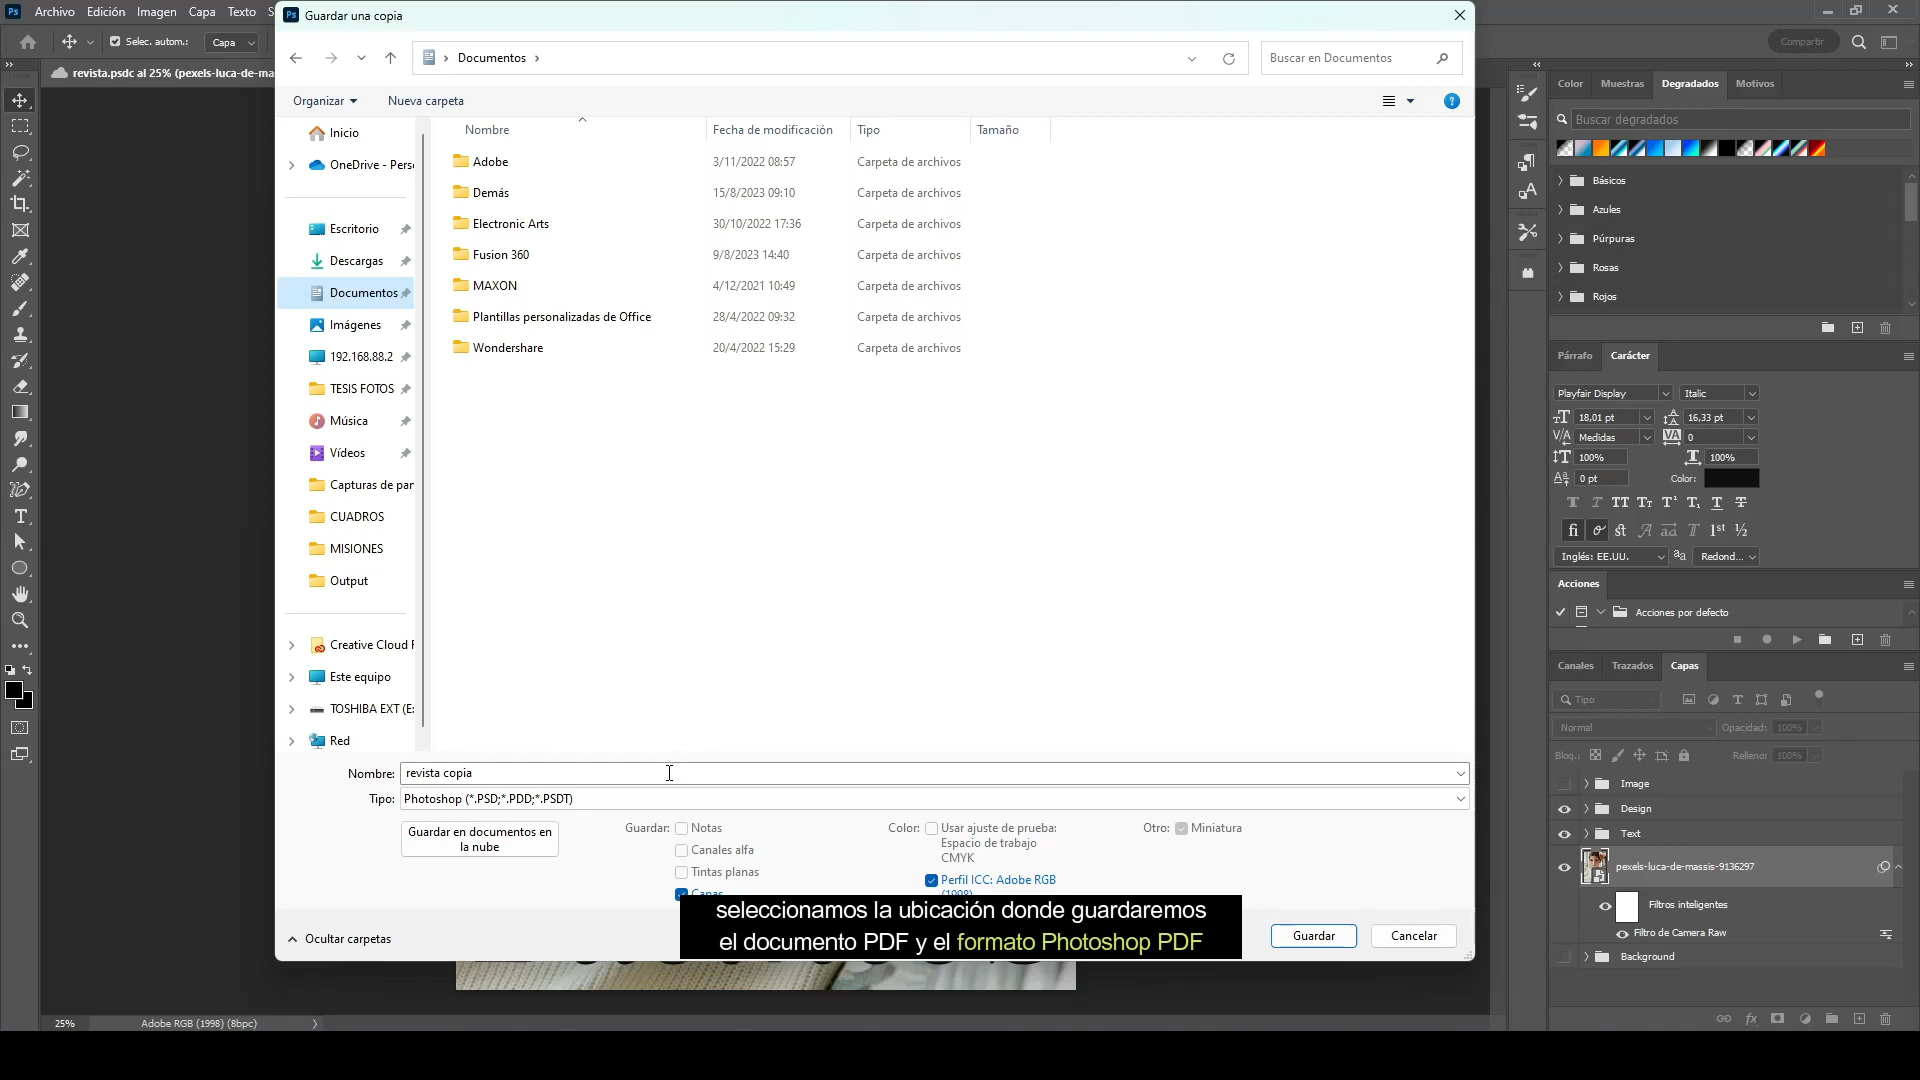 Archivo Edición Imagen Capa Texto
Guardar una copia
Selec. autom.: Capa
Compartir
revista.psdc al 25% (pexels-luca-de-ma
Documentos
Buscar en Documentos
Organizar
Nueva carpeta
Inicio
OneDrive - Perso
Escritorio
Descargas
Documentos
Imágenes
192.168.88.2
TESIS FOTOS
Música
Vídeos
Capturas de par
CUADROS
MISIONES
Output
Creative Cloud F
Este equipo
TOSHIBA EXT (E:
Red
Nombre Fecha de modificación Tipo Tamaño
Adobe 3/11/2022 08:57 Carpeta de archivos
Demás 15/8/2023 09:10 Carpeta de archivos
Electronic Arts 30/10/2022 17:36 Carpeta de archivos
Fusion 360 9/8/2023 14:40 Carpeta de archivos
MAXON 4/12/2021 10:49 Carpeta de archivos
Plantillas personalizadas de Office 28/4/2022 09:32 Carpeta de archivos
Wondershare 20/4/2022 15:29 Carpeta de archivos
Nombre: revista copia
Tipo: Photoshop (*.PSD;*.PDD;*.PSDT)
Guardar en documentos en
la nube
Guardar: Notas
Canales alfa
Tintas planas
Capas
Color: Usar ajuste de prueba:
Espacio de trabajo
CMYK
Perfil ICC: Adobe RGB
(1998)
Otro: Miniatura
Ocultar carpetas
Guardar
Cancelar
seleccionamos la ubicación donde guardaremos
el documento PDF y el formato Photoshop PDF
25% Adobe RGB (1998) (8bpc)
Color Muestras Degradados Motivos
Buscar degradados
Básicos
Azules
Púrpuras
Rosas
Rojos
Párrafo Carácter
Playfair Display Italic
18,01 pt 16,33 pt
Medidas 0
100% 100%
0 pt Color:
Inglés: EE.UU. Redond...
Acciones
Acciones por defecto
Canales Trazados Capas
Tipo
Normal Opacidad: 100%
Bloq.: Relleno: 100%
Image
Design
Text
pexels-luca-de-massis-9136297
Filtros inteligentes
Filtro de Camera Raw
Background